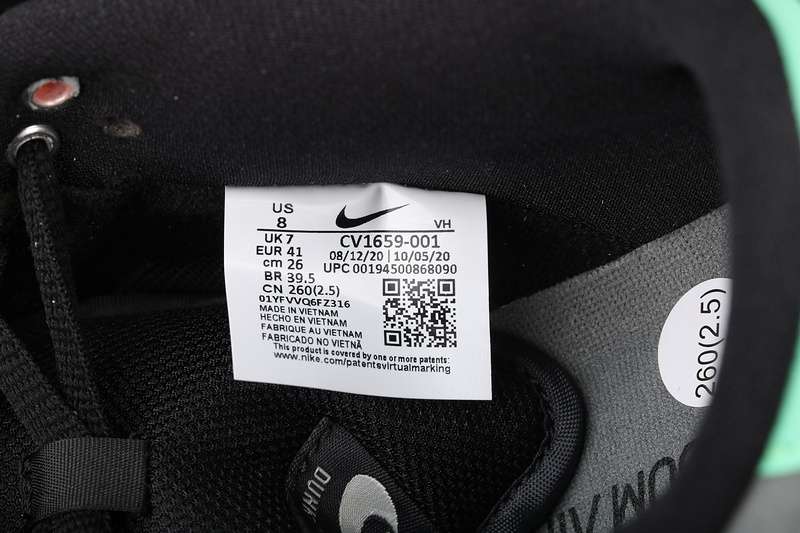 US
8
VH
UK 7
EUR 41
cm 26
BR 39.5
CN 260(2.5)
CV1659-001
08/12/20 | 10/05/20
UPC 00194500868090
01YFVVQ6FZ316
MADE IN VIETNAM
HECHO EN VIETNAM
FABRIQUE AU VIETNAM
FABRICADO NO VIETNÃ
This product is covered by one or more patents:
www.nike.com/patentsvirtualmarking
260(2.5)